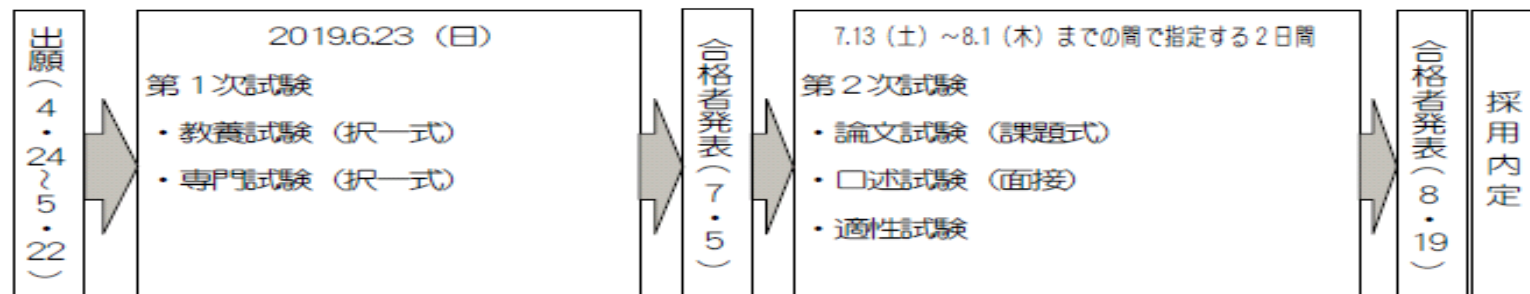 出願（4・24～5・22）
2019.6.23 （日）
第１次試験
・教養試験（択一式）
・専門試験（択一式）
合格者発表（7・5）
7.13（土）～8.1（木）までの間で指定する２日間
第２次試験
・論文試験（課題式）
・口述試験（面接）
・適性試験
合格者発表（8・19）
採用内定